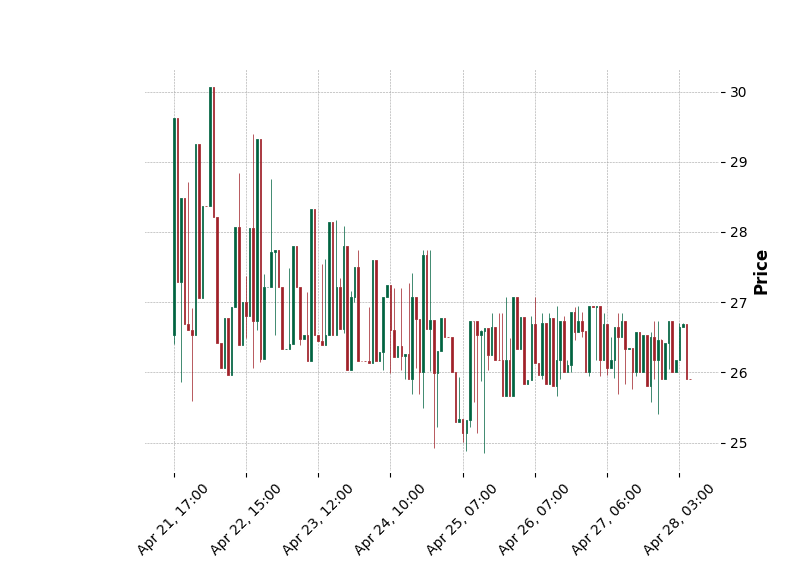 30
29
28
27
26
25
Price
Apr 21, 17:00
Apr 22, 15:00
Apr 23, 12:00
Apr 24, 10:00
Apr 25, 07:00
Apr 26, 07:00
Apr 27, 06:00
Apr 28, 03:00